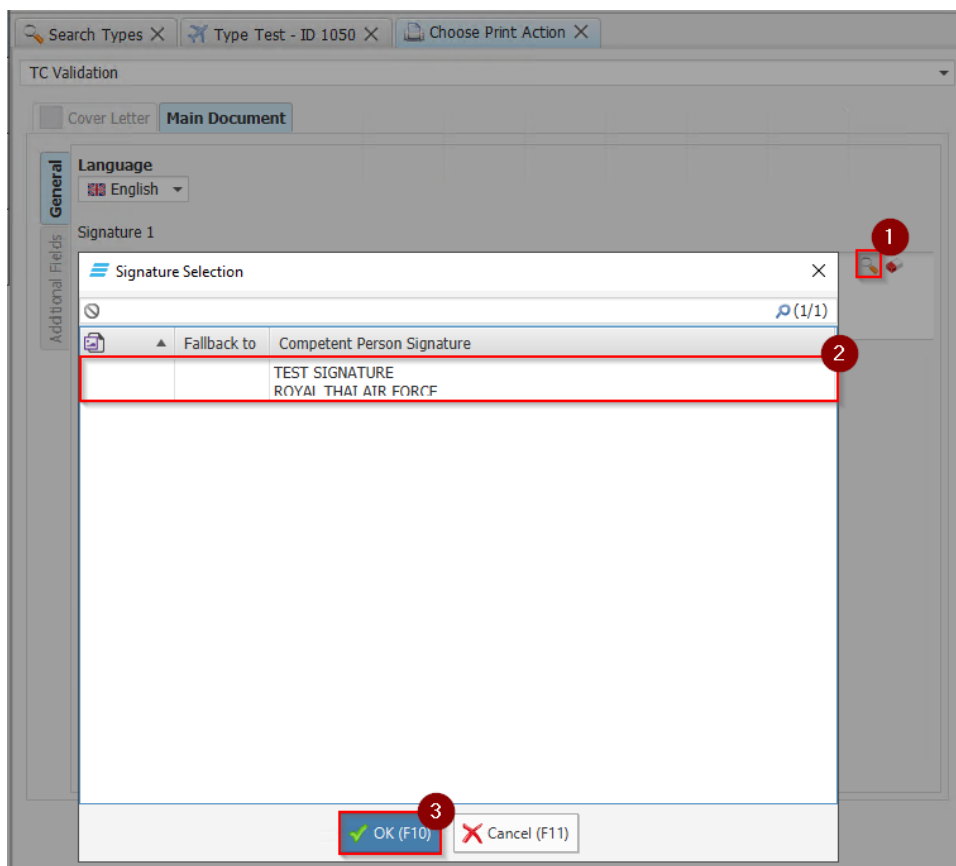 Search Types
Type Test - ID 1050
Choose Print Action
TC Validation
Cover Letter
Main Document
General
Additional Fields
Language
English
Signature 1
1
Signature Selection
(1/1)
Fallback to
Competent Person Signature
2
TEST SIGNATURE
ROYAL THAI AIR FORCE
3
OK (F10)
Cancel (F11)